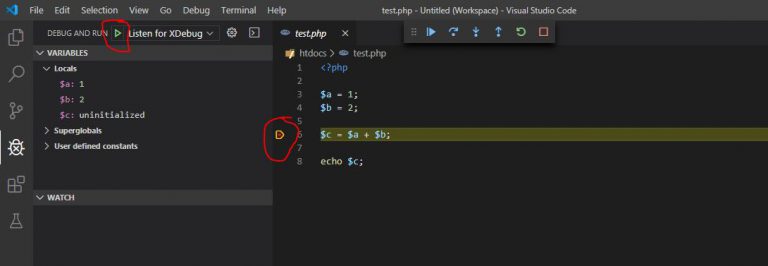 File Edit Selection View Go Debug Terminal Help test.php - Untitled (Workspace) - Visual Studio Code
DEBUG AND RUN Listen for XDebug
test.php
VARIABLES
htdocs > test.php
Locals
$a: 1
$b: 2
$c: uninitialized
Superglobals
User defined constants
WATCH
1 <?php
2
3 $a = 1;
4 $b = 2;
5
6 $c = $a + $b;
7
8 echo $c;